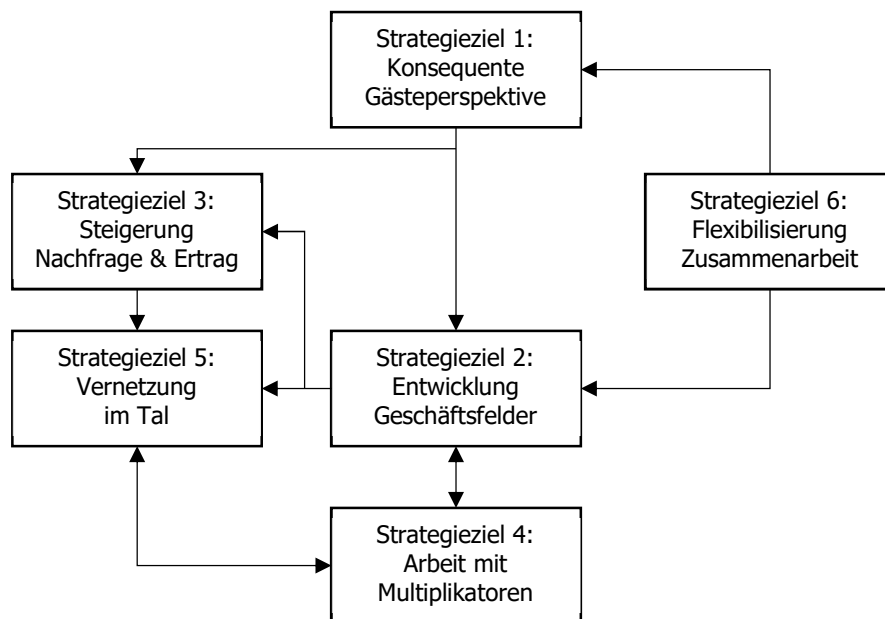 Strategieziel 1:
Konsequente
Gästeperspektive
Strategieziel 3:
Steigerung
Nachfrage & Ertrag
Strategieziel 6:
Flexibilisierung
Zusammenarbeit
Strategieziel 5:
Vernetzung
im Tal
Strategieziel 2:
Entwicklung
Geschäftsfelder
Strategieziel 4:
Arbeit mit
Multiplikatoren